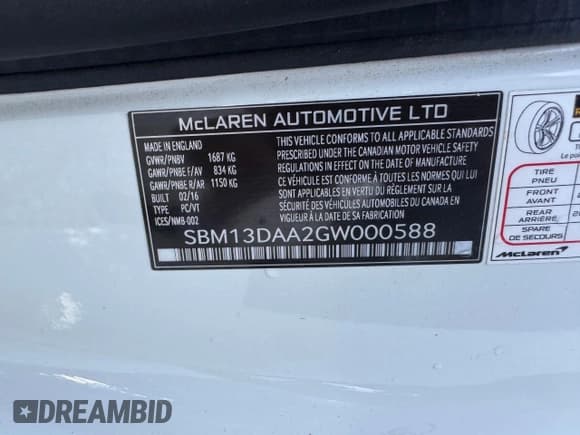 McLAREN AUTOMOTIVE LTD
MADE IN ENGLAND
GVWR/PNBV 1687 KG
GAWR/PNBE F/AV 834 KG
GAWR/PNBE R/AR 1150 KG
BUILT 02/16
TYPE PC/VT
ICES/NMB-002
THIS VEHICLE CONFORMS TO ALL APPLICABLE STANDARDS
PRESCRIBED UNDER THE CANADIAN MOTOR VEHICLE SAFETY
REGULATIONS IN EFFECT ON THE DATE OF MANUFACTURE
CE VÉHICULE EST CONFORME À TOUTES LES NORMES QUI LUI
SONT APPLICABLES EN VERTU DU RÈGLEMENT SUR LA
SÉCURITÉ DES VÉHICULES AUTOMOBILES DU CANADA EN
VIGUEUR À LA DATE DE SA FABRICATION
SBM13DAA2GW000588
TIRE
PNEU
FRONT
AVANT
REAR
ARRIÈRE
SPARE
DE SECOURS
McLaren
DREAMBID